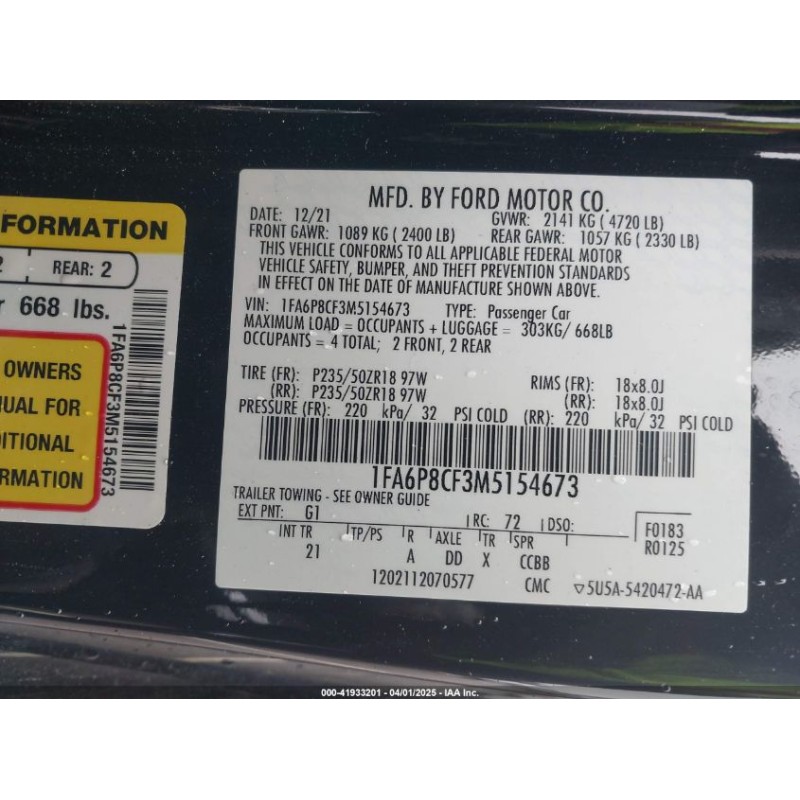 FORMATION
2 REAR: 2
668 lbs.
OWNERS
FOR
1FA6P8CF3M5154673
MFD. BY FORD MOTOR CO.
DATE: 12/21 GVWR: 2141 KG ( 4720 LB)
FRONT GAWR: 1089 KG ( 2400 LB) REAR GAWR: 1057 KG ( 2330 LB)
THIS VEHICLE CONFORMS TO ALL APPLICABLE FEDERAL MOTOR
VEHICLE SAFETY, BUMPER, AND THEFT PREVENTION STANDARDS
IN EFFECT ON THE DATE OF MANUFACTURE SHOWN ABOVE.
VIN: 1FA6P8CF3M5154673 TYPE: Passenger Car
MAXIMUM LOAD = OCCUPANTS + LUGGAGE = 303KG/ 668LB
OCCUPANTS = 4 TOTAL; 2 FRONT, 2 REAR
TIRE (FR): P235/50ZR18 97W RIMS (FR): 18x8.0J
(RR): P235/50ZR18 97W (RR): 18x8.0J
PRESSURE (FR): 220 kPa/ 32 PSI COLD (RR): 220 kPa/ 32 PSI COLD
1FA6P8CF3M5154673
TRAILER TOWING - SEE OWNER GUIDE
EXT PNT: G1 RC: 72 DSO: F0183
R0125
INT TR TP/PS R AXLE TR SPR
21 A DD X CCBB
1202112070577 CMC ▽5U5A-5420472-AA
000-41933201 - 04/01/2025 - IAA Inc.